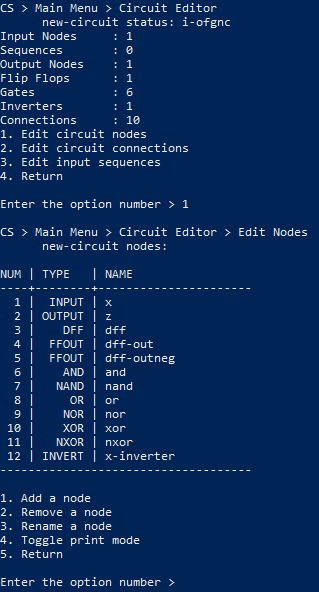 CS > Main Menu > Circuit Editor
      new-circuit status: i-ofgnc
Input Nodes     : 1
Sequences       : 0
Output Nodes    : 1
Flip Flops      : 1
Gates           : 6
Inverters       : 1
Connections     : 10
1. Edit circuit nodes
2. Edit circuit connections
3. Edit input sequences
4. Return

Enter the option number > 1

CS > Main Menu > Circuit Editor > Edit Nodes
      new-circuit nodes:

NUM | TYPE   | NAME
----+--------+----------------------
  1 |  INPUT | x
  2 | OUTPUT | z
  3 |    DFF | dff
  4 |  FFOUT | dff-out
  5 |  FFOUT | dff-outneg
  6 |    AND | and
  7 |   NAND | nand
  8 |     OR | or
  9 |    NOR | nor
 10 |    XOR | xor
 11 |   NXOR | nxor
 12 | INVERT | x-inverter
------------------------------------

1. Add a node
2. Remove a node
3. Rename a node
4. Toggle print mode
5. Return

Enter the option number >